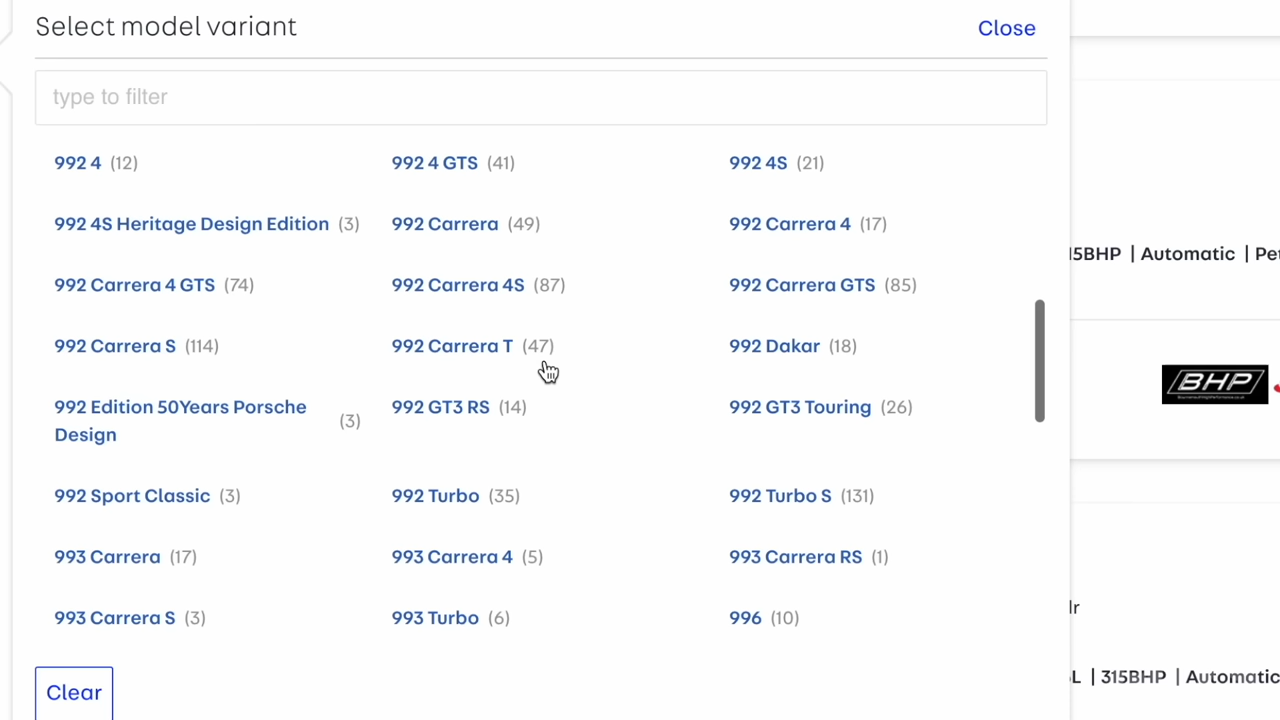 Select model variant
Close
type to filter
992 4 (12)
992 4 GTS (41)
992 4S (21)
992 4S Heritage Design Edition (3)
992 Carrera (49)
992 Carrera 4 (17)
992 Carrera 4 GTS (74)
992 Carrera 4S (87)
992 Carrera GTS (85)
992 Carrera S (114)
992 Carrera T (47)
992 Dakar (18)
992 Edition 50Years Porsche
Design (3)
992 GT3 RS (14)
992 GT3 Touring (26)
992 Sport Classic (3)
992 Turbo (35)
992 Turbo S (131)
993 Carrera (17)
993 Carrera 4 (5)
993 Carrera RS (1)
993 Carrera S (3)
993 Turbo (6)
996 (10)
Clear
15BHP | Automatic | Pet
BHP
lr
L | 315BHP | Automatic